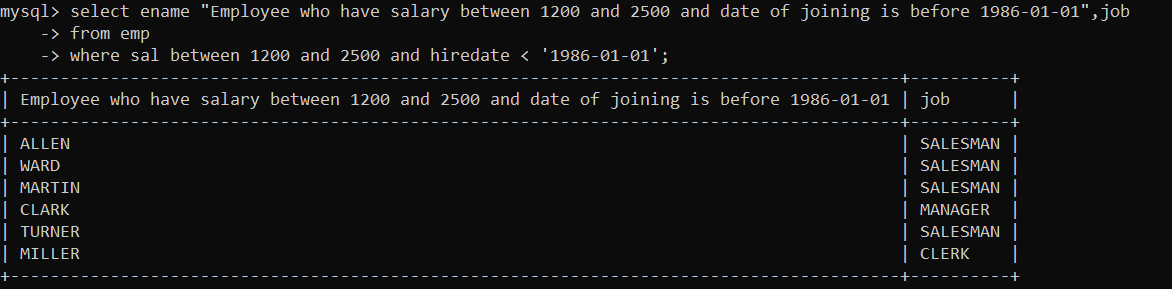 mysql> select ename "Employee who have salary between 1200 and 2500 and date of joining is before 1986-01-01",job
    -> from emp
    -> where sal between 1200 and 2500 and hiredate < '1986-01-01';
+-----------------------------------------------------------------------------------------+----------+
| Employee who have salary between 1200 and 2500 and date of joining is before 1986-01-01 | job      |
+-----------------------------------------------------------------------------------------+----------+
| ALLEN                                                                                   | SALESMAN |
| WARD                                                                                    | SALESMAN |
| MARTIN                                                                                  | SALESMAN |
| CLARK                                                                                   | MANAGER  |
| TURNER                                                                                  | SALESMAN |
| MILLER                                                                                  | CLERK    |
+-----------------------------------------------------------------------------------------+----------+